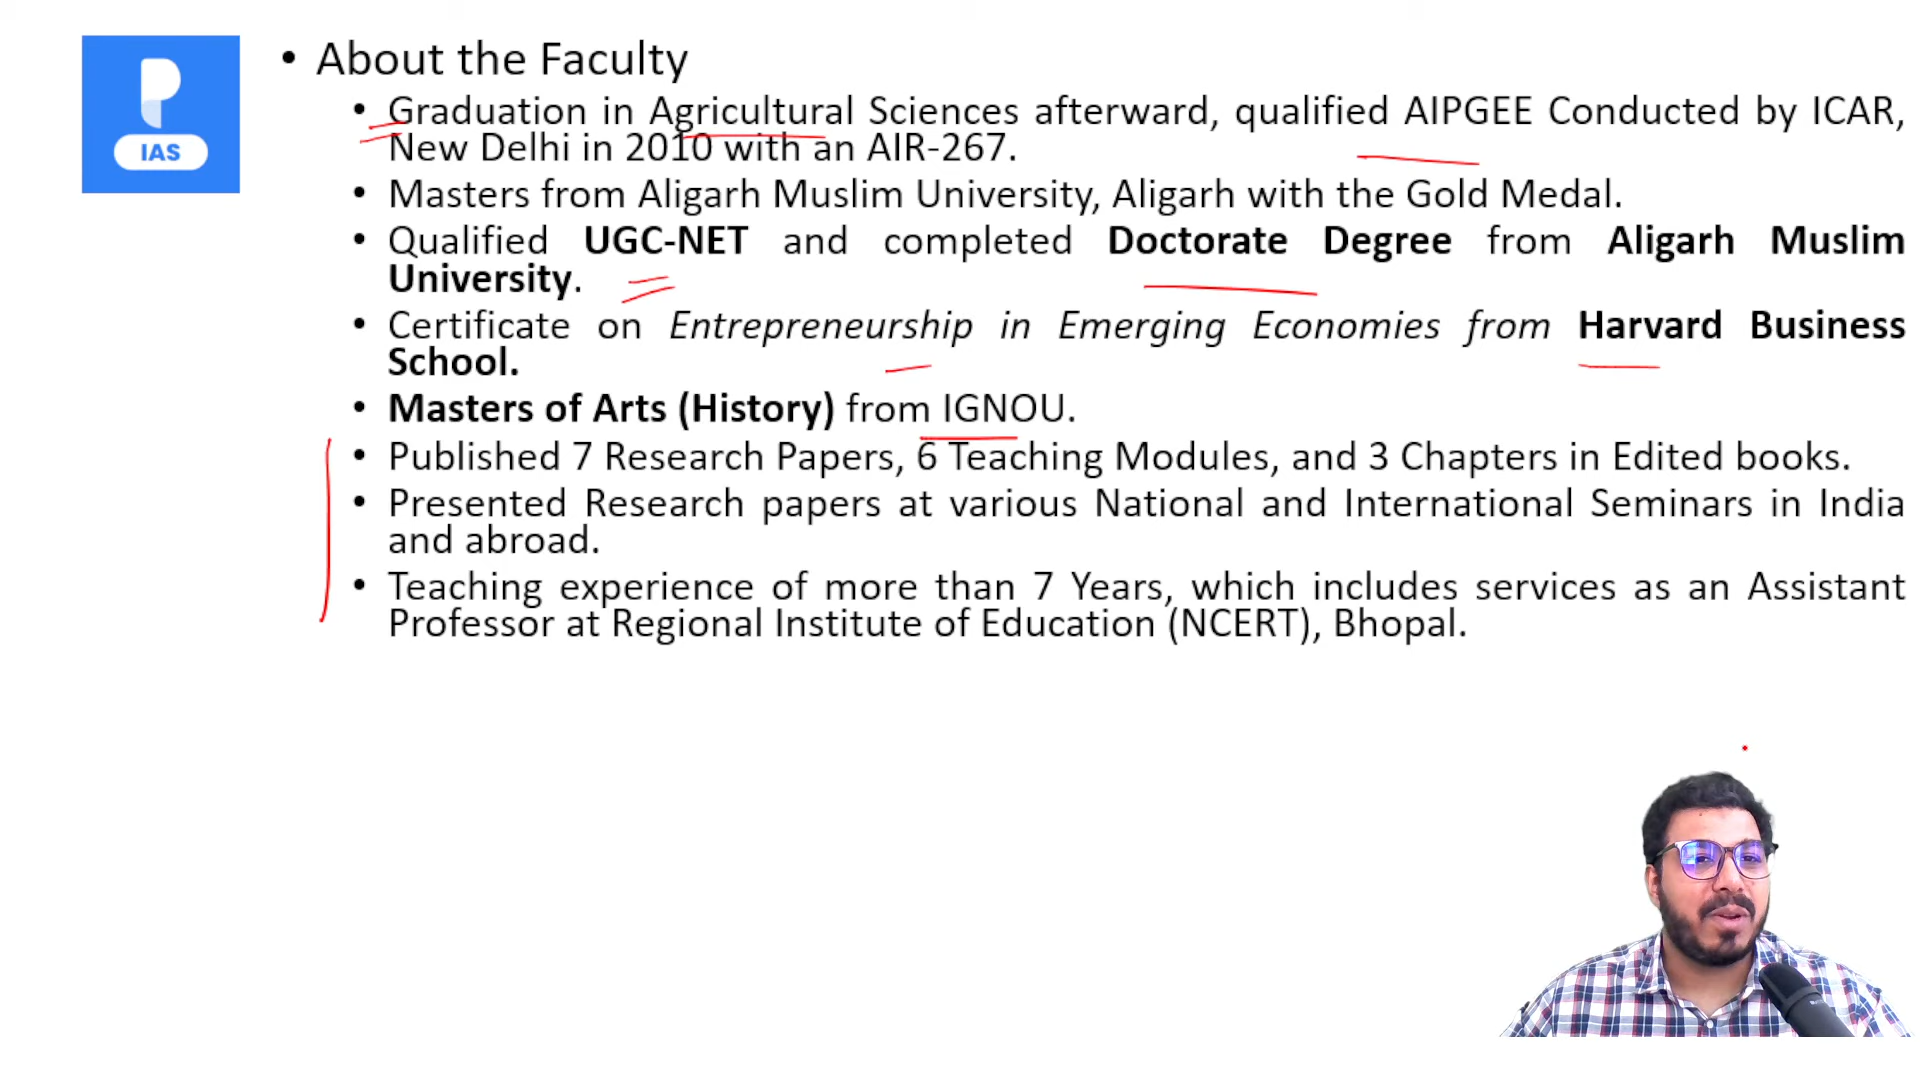 IAS
• About the Faculty
• Graduation in Agricultural Sciences afterward, qualified AIPGEE Conducted by ICAR,
New Delhi in 2010 with an AIR-267.
• Masters from Aligarh Muslim University, Aligarh with the Gold Medal.
• Qualified UGC-NET and completed Doctorate Degree from Aligarh Muslim
University.
• Certificate on Entrepreneurship in Emerging Economies from Harvard Business
School.
• Masters of Arts (History) from IGNOU.
• Published 7 Research Papers, 6 Teaching Modules, and 3 Chapters in Edited books.
• Presented Research papers at various National and International Seminars in India
and abroad.
• Teaching experience of more than 7 Years, which includes services as an Assistant
Professor at Regional Institute of Education (NCERT), Bhopal.